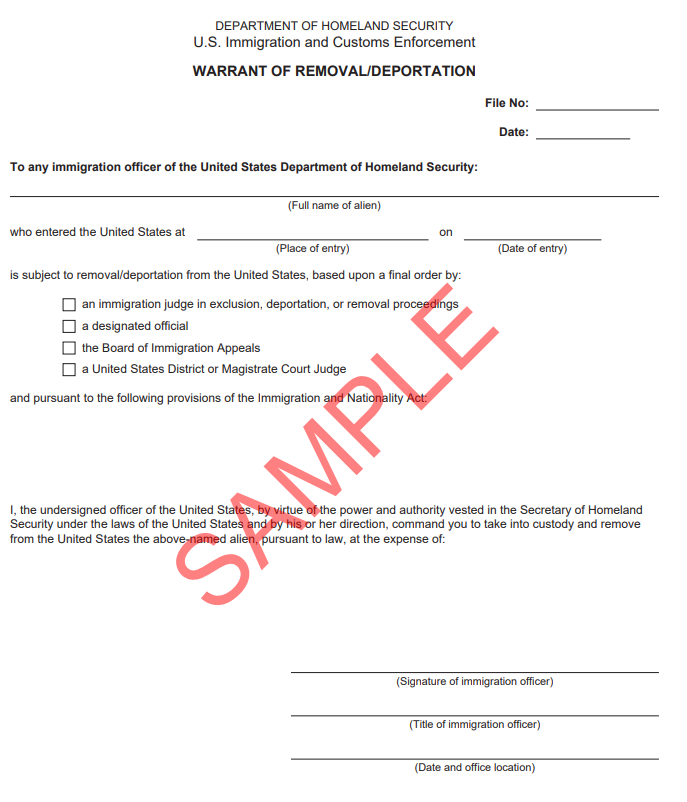 DEPARTMENT OF HOMELAND SECURITY
U.S. Immigration and Customs Enforcement
WARRANT OF REMOVAL/DEPORTATION
File No:
Date:
To any immigration officer of the United States Department of Homeland Security:
(Full name of alien)
who entered the United States at on
(Place of entry) (Date of entry)
is subject to removal/deportation from the United States, based upon a final order by:
an immigration judge in exclusion, deportation, or removal proceedings
a designated official
the Board of Immigration Appeals
a United States District or Magistrate Court Judge
and pursuant to the following provisions of the Immigration and Nationality Act:
SAMPLE
I, the undersigned officer of the United States, by virtue of the power and authority vested in the Secretary of Homeland
Security under the laws of the United States and by his or her direction, command you to take into custody and remove
from the United States the above-named alien, pursuant to law, at the expense of:
(Signature of immigration officer)
(Title of immigration officer)
(Date and office location)